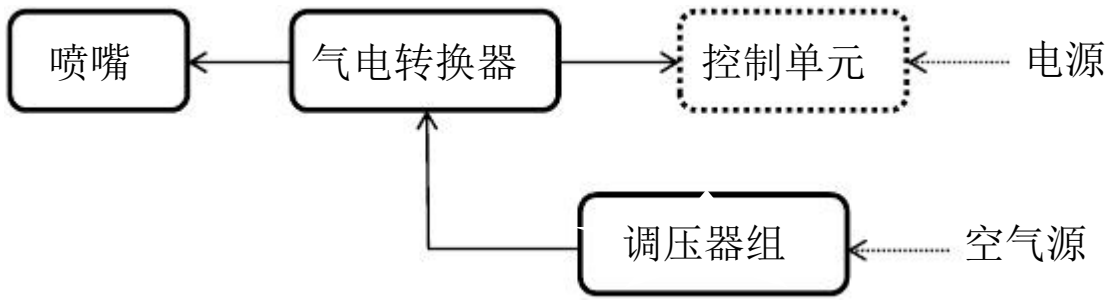 喷嘴
气电转换器
控制单元
电源
调压器组
空气源